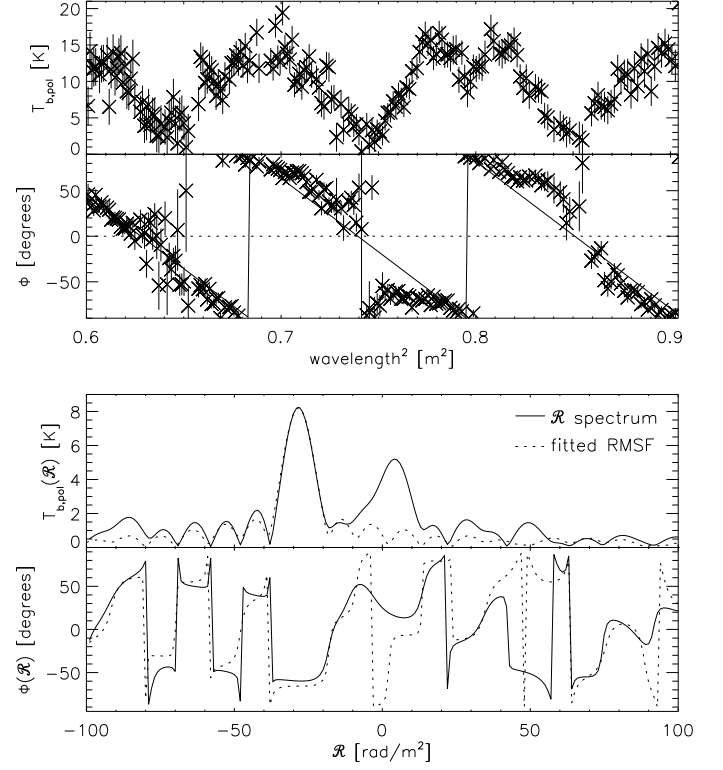 20
15
10
5
0
T_b,pol [K]
50
0
−50
Φ [degrees]
0.6 0.7 0.8 0.9
wavelength² [m²]
8
6
4
2
0
T_b,pol(ℛ) [K]
ℛ spectrum
fitted RMSF
50
0
−50
Φ(ℛ) [degrees]
−100 −50 0 50 100
ℛ [rad/m²]